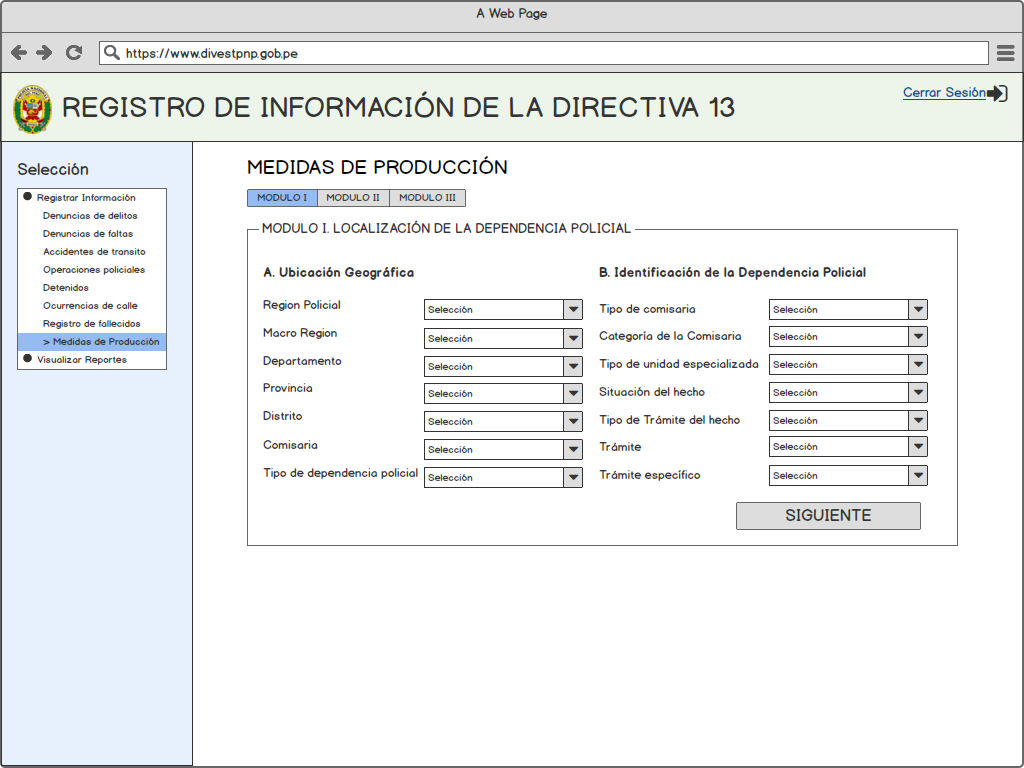 A Web Page
https://www.divestpnp.gob.pe
REGISTRO DE INFORMACIÓN DE LA DIRECTIVA 13
Cerrar Sesión
Selección
Registrar Información
Denuncias de delitos
Denuncias de faltas
Accidentes de transito
Operaciones policiales
Detenidos
Ocurrencias de calle
Registro de fallecidos
> Medidas de Producción
Visualizar Reportes
MEDIDAS DE PRODUCCIÓN
MODULO I MODULO II MODULO III
MODULO I. LOCALIZACIÓN DE LA DEPENDENCIA POLICIAL
A. Ubicación Geográfica
Region Policial Selección
Macro Region Selección
Departamento Selección
Provincia Selección
Distrito Selección
Comisaria Selección
Tipo de dependencia policial Selección
B. Identificación de la Dependencia Policial
Tipo de comisaria Selección
Categoría de la Comisaria Selección
Tipo de unidad especializada Selección
Situación del hecho Selección
Tipo de Trámite del hecho Selección
Trámite Selección
Trámite específico Selección
SIGUIENTE